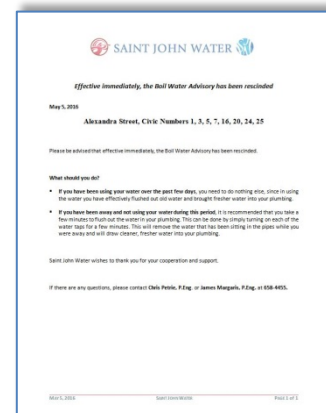 SAINT JOHN WATER
Effective immediately, the Boil Water Advisory has been rescinded
May 5, 2016
Alexandra Street, Civic Numbers 1, 3, 5, 7, 16, 20, 24, 25
Please be advised that effective immediately, the Boil Water Advisory has been rescinded.
What should you do?
• If you have been using your water over the past few days, you need to do nothing else, since in using
the water you have effectively flushed out old water and brought fresher water into your plumbing.
• If you have been away and not using your water during this period, it is recommended that you take a
few minutes to flush out the water in your plumbing. This can be done by simply turning on each of the
water taps for a few minutes. This will remove the water that has been sitting in the pipes while you
were away and will draw cleaner, fresher water into your plumbing.
Saint John Water wishes to thank you for your cooperation and support.
If there are any questions, please contact Chris Petrie, P.Eng. or James Margaris, P.Eng. at 658-4455.
May 5, 2016 Saint John Water Page 1 of 1